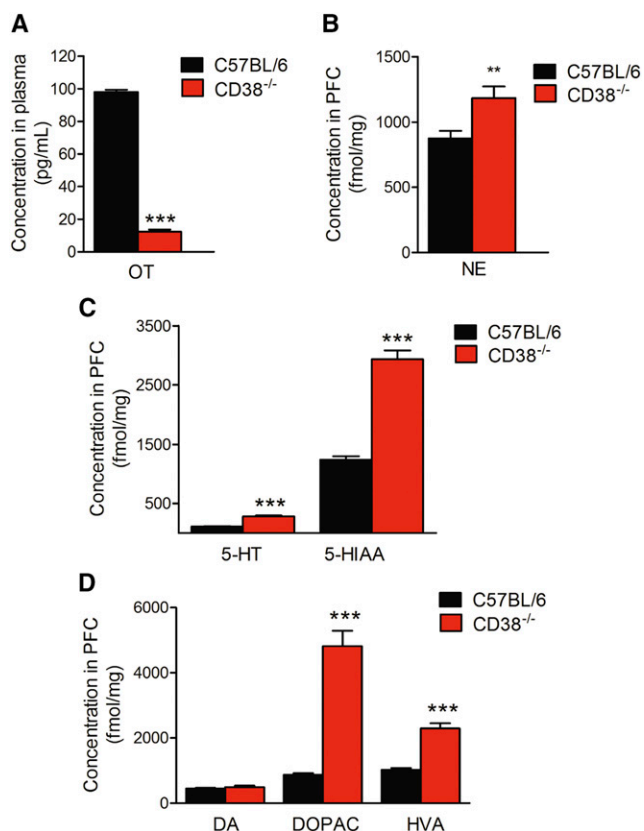 A
C57BL/6
CD38-/-
Concentration in plasma
(pg/mL)
120
100
80
60
40
20
0
***
OT
B
C57BL/6
CD38-/-
Concentration in PFC
(fmol/mg)
1500
1000
500
0
**
NE
C
C57BL/6
CD38-/-
Concentration in PFC
(fmol/mg)
3500
2500
1500
500
***
***
5-HT 5-HIAA
D
C57BL/6
CD38-/-
Concentration in PFC
(fmol/mg)
6000
4000
2000
0
***
***
DA DOPAC HVA